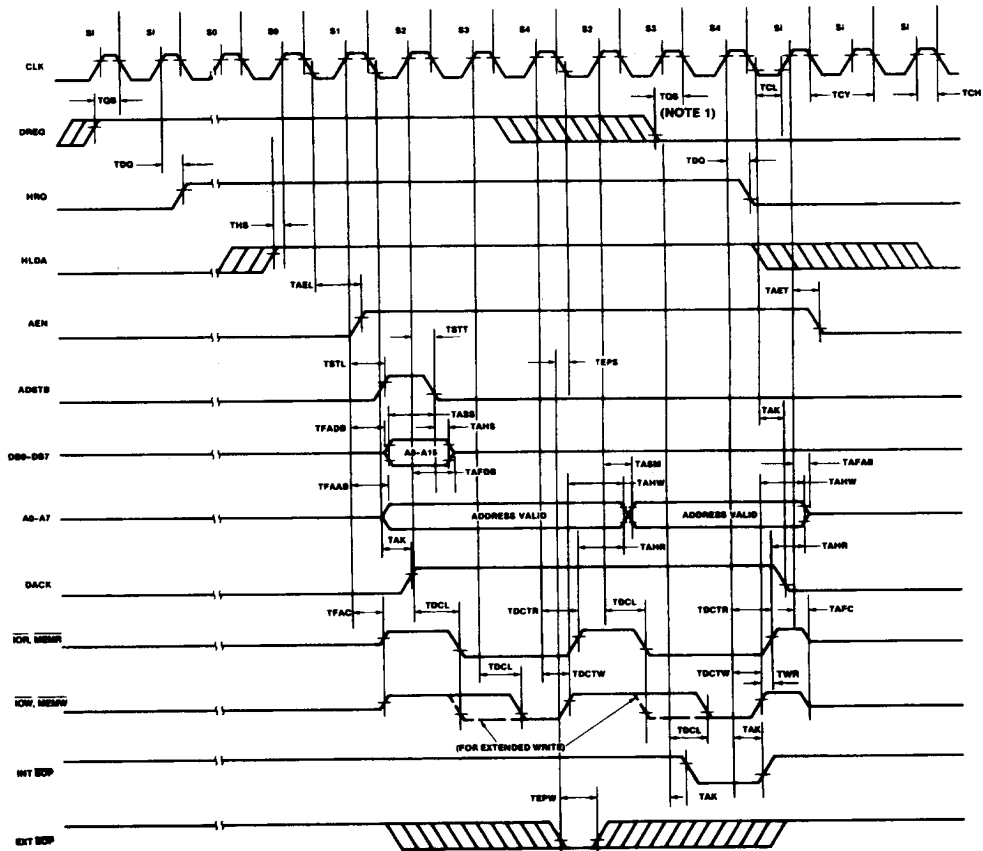 SI SI S0 S0 S1 S2 S3 S4 S2 S3 S4 SI SI SI
CLK
TQS TQS TCL TCY TCH
(NOTE 1)
DREQ
TDQ TDQ
HRQ
THS
HLDA
TAEL TAET
AEN
TSTT
TSTL TEPS
ADSTB
TASS TAK
TFADB TAHS
DB0-DB7 A8-A15
TAFDB TASM TAFAB
TFAAB TAHW TAHW
A0-A7 ADDRESS VALID ADDRESS VALID
TAK TAHR TAHR
DACK
TFAC TDCL TDCTR TDCL TDCTR TAFC
IOR, MEMR
TDCL TDCTW TDCTW TWR
IOW, MEMW
(FOR EXTENDED WRITE) TDCL TAK
INT EOP
TEPW TAK
EXT EOP